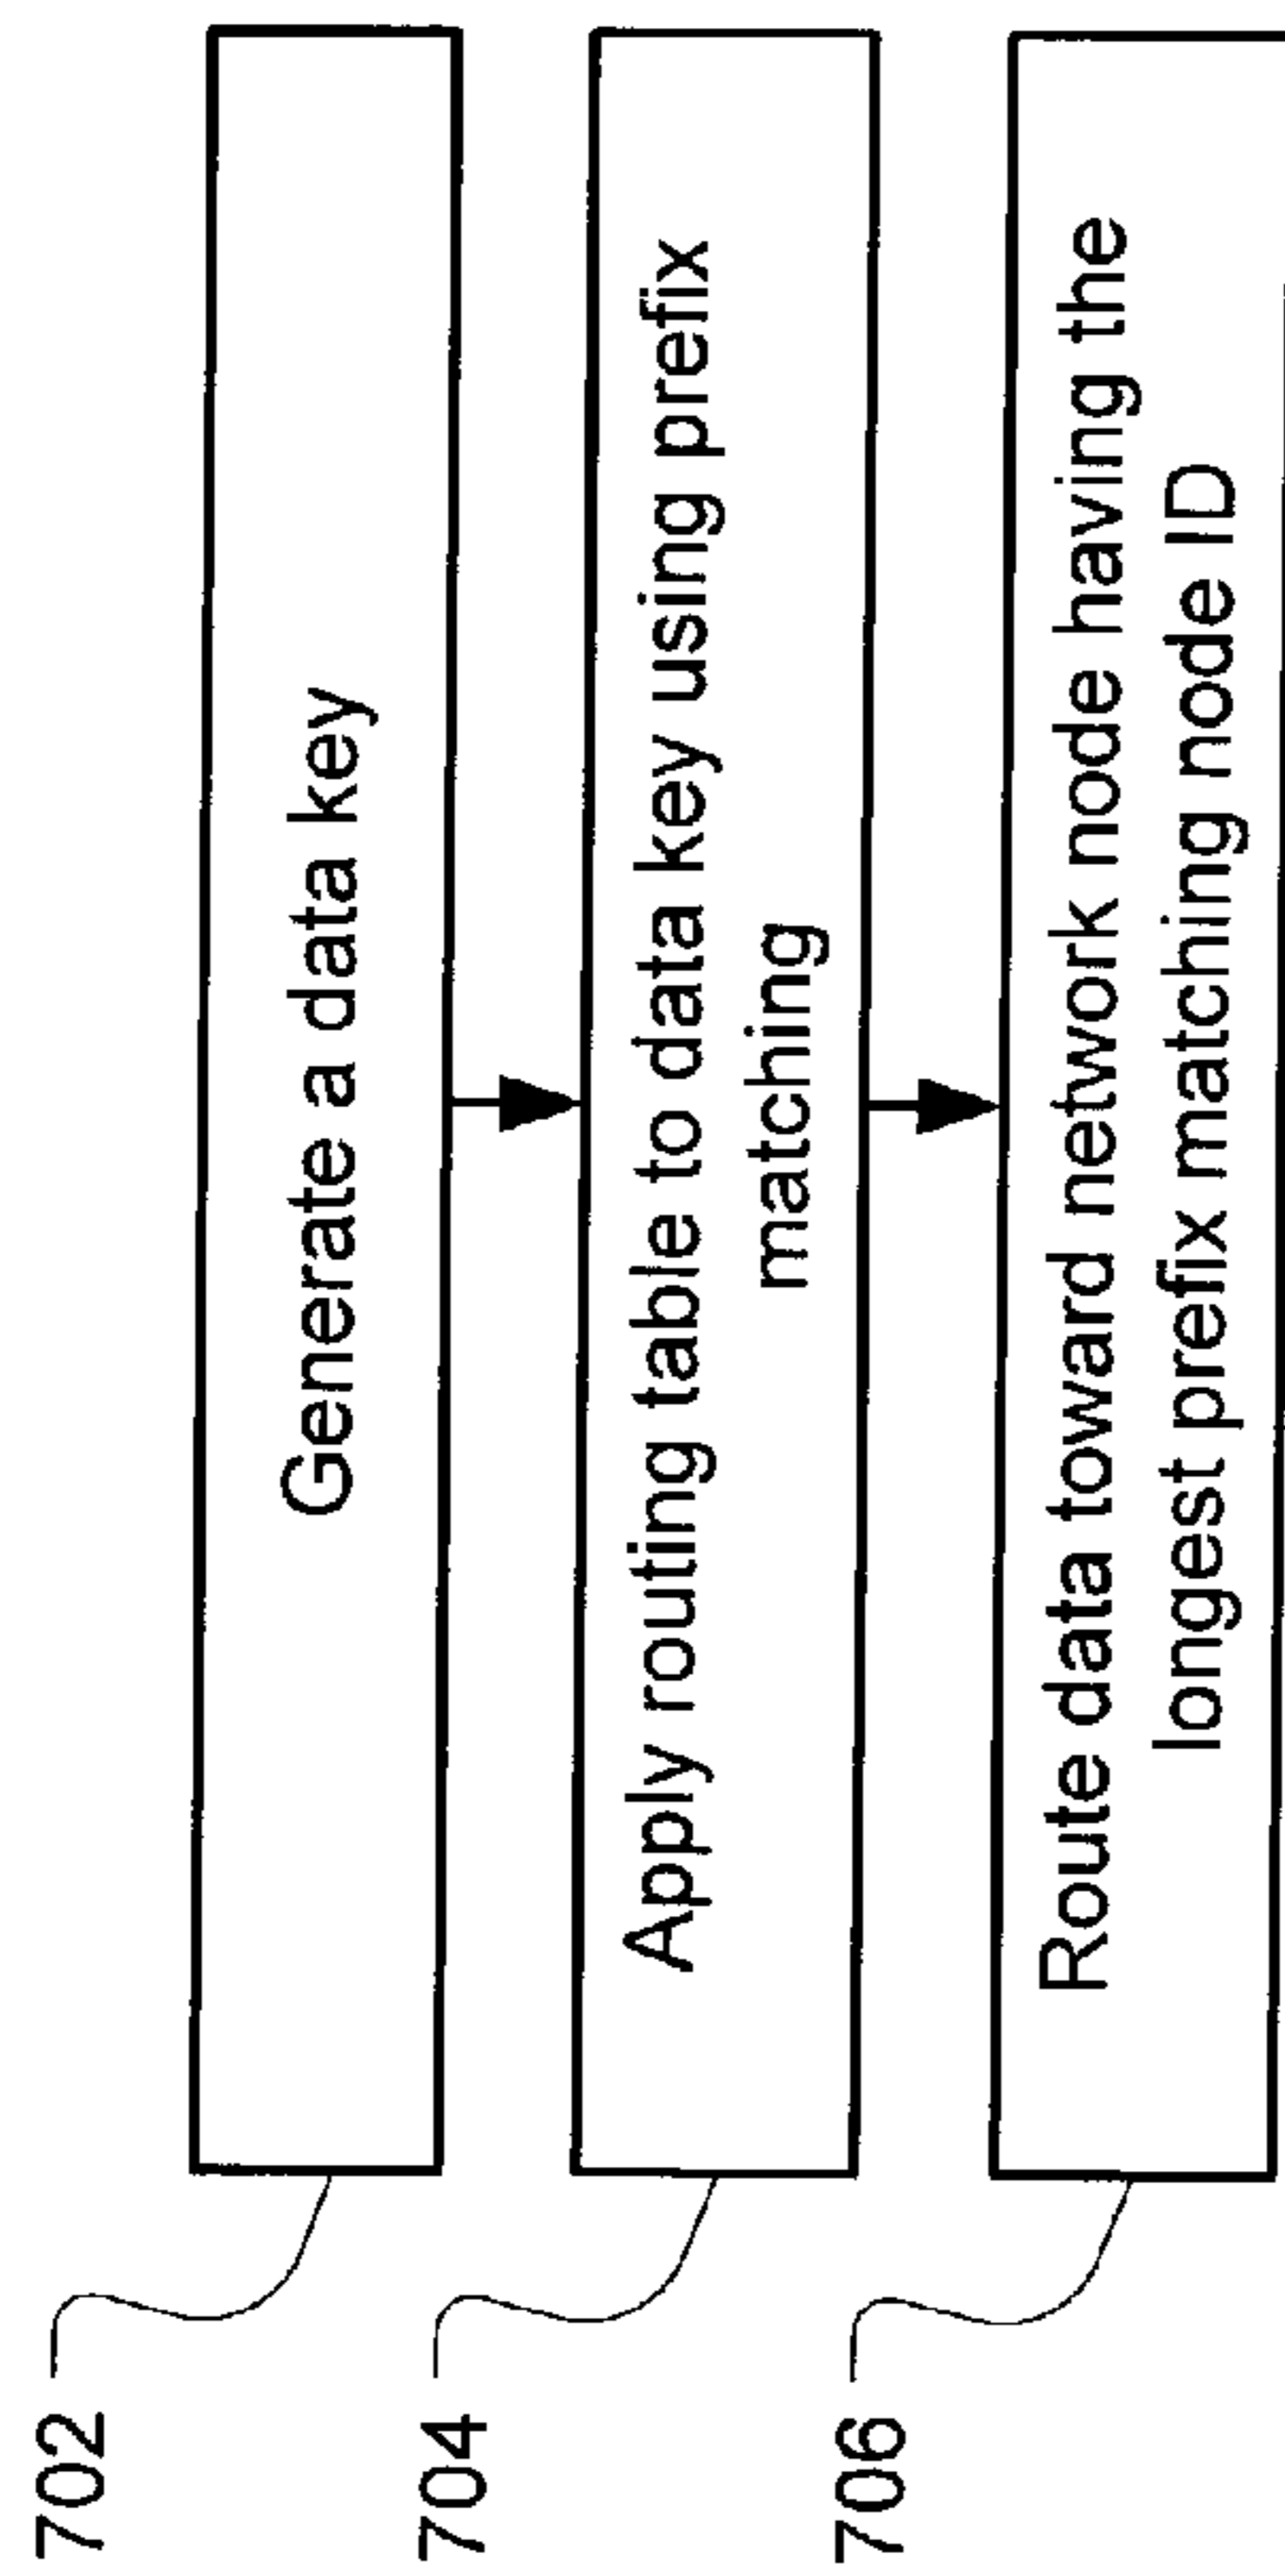 702
Generate a data key
704
Apply routing table to data key using prefix
matching
706
Route data toward network node having the
longest prefix matching node ID